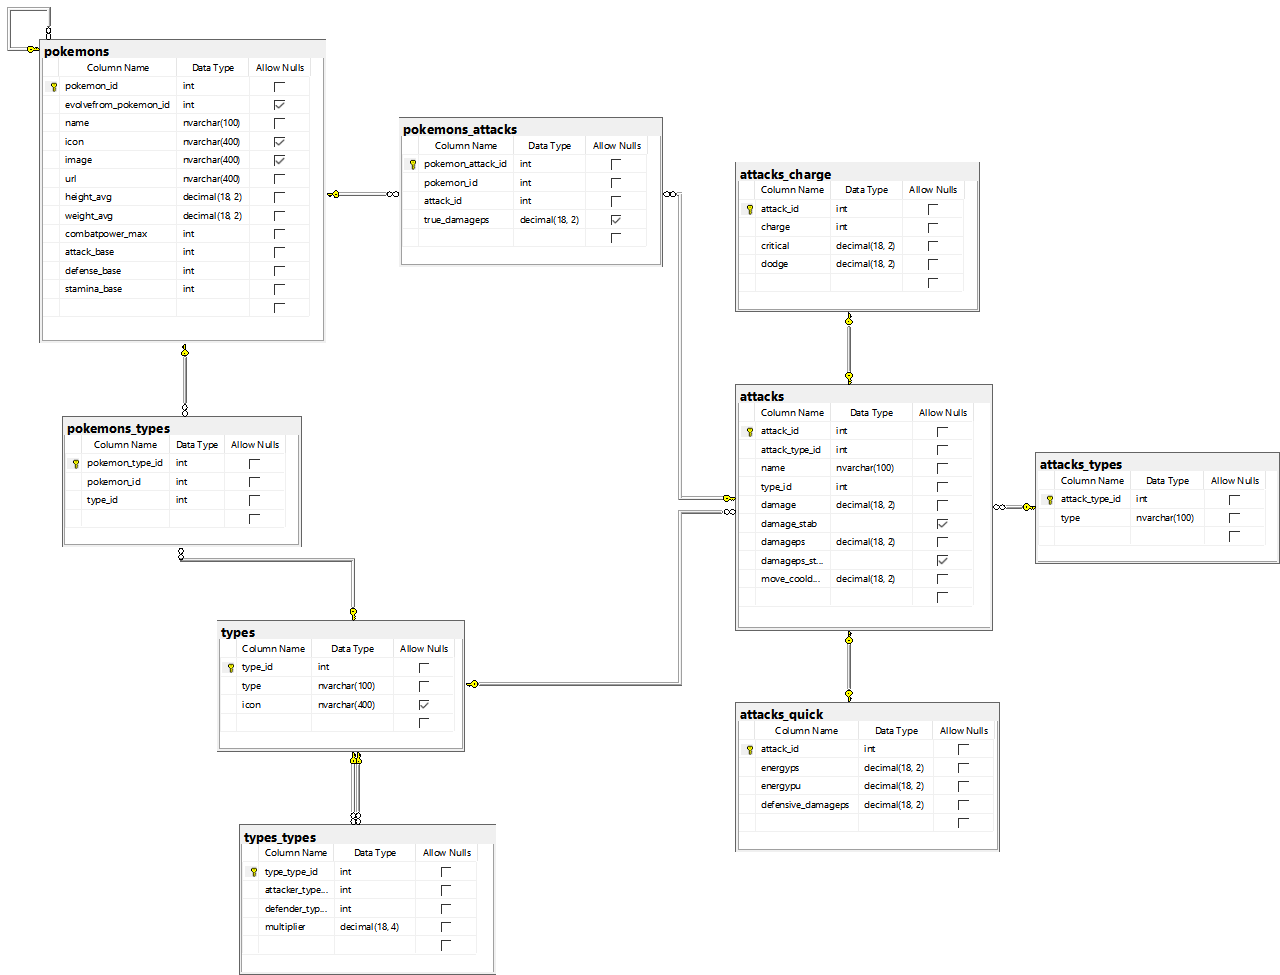 pokemons
Column Name Data Type Allow Nulls
pokemon_id int
evolvefrom_pokemon_id int
name nvarchar(100)
icon nvarchar(400)
image nvarchar(400)
url nvarchar(400)
height_avg decimal(18, 2)
weight_avg decimal(18, 2)
combatpower_max int
attack_base int
defense_base int
stamina_base int
pokemons_attacks
Column Name Data Type Allow Nulls
pokemon_attack_id int
pokemon_id int
attack_id int
true_damageps decimal(18, 2)
attacks_charge
Column Name Data Type Allow Nulls
attack_id int
charge int
critical decimal(18, 2)
dodge decimal(18, 2)
attacks
Column Name Data Type Allow Nulls
attack_id int
attack_type_id int
name nvarchar(100)
type_id int
damage decimal(18, 2)
damage_stab
damageps decimal(18, 2)
damageps_st...
move_coold... decimal(18, 2)
attacks_types
Column Name Data Type Allow Nulls
attack_type_id int
type nvarchar(100)
pokemons_types
Column Name Data Type Allow Nulls
pokemon_type_id int
pokemon_id int
type_id int
types
Column Name Data Type Allow Nulls
type_id int
type nvarchar(100)
icon nvarchar(400)
attacks_quick
Column Name Data Type Allow Nulls
attack_id int
energyps decimal(18, 2)
energypu decimal(18, 2)
defensive_damageps decimal(18, 2)
types_types
Column Name Data Type Allow Nulls
type_type_id int
attacker_type... int
defender_typ... int
multiplier decimal(18, 4)